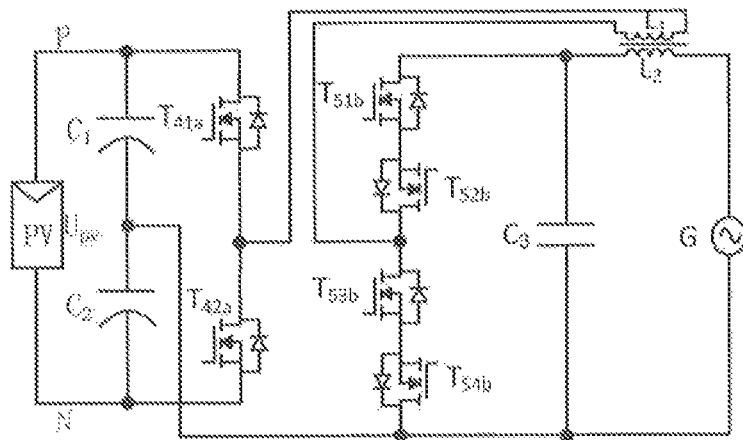 P
L₁
L₂
T₄₁ₐ
T₅₁b
C₁
T₅₂b
PV
Uₚᵥ
C₃
G
C₂
T₄₂ₐ
T₅₃b
T₅₄b
N